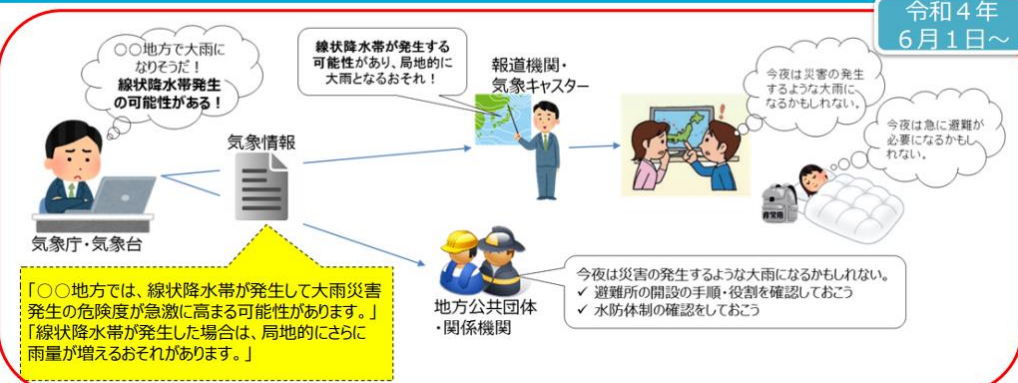 令和４年
６月１日～
○○地方で大雨に
なりそうだ！
線状降水帯発生
の可能性がある！
線状降水帯が発生する
可能性があり、局地的に
大雨となるおそれ！
報道機関・
気象キャスター
今夜は災害の発生
するような大雨に
なるかもしれない。
今夜は急に避難が
必要になるかもし
れない。
気象情報
非常用
気象庁・気象台
「○○地方では、線状降水帯が発生して大雨災害
発生の危険度が急激に高まる可能性があります。」
「線状降水帯が発生した場合は、局地的にさらに
雨量が増えるおそれがあります。」
地方公共団体
・関係機関
今夜は災害の発生するような大雨になるかもしれない。
✓ 避難所の開設の手順・役割を確認しておこう
✓ 水防体制の確認をしておこう